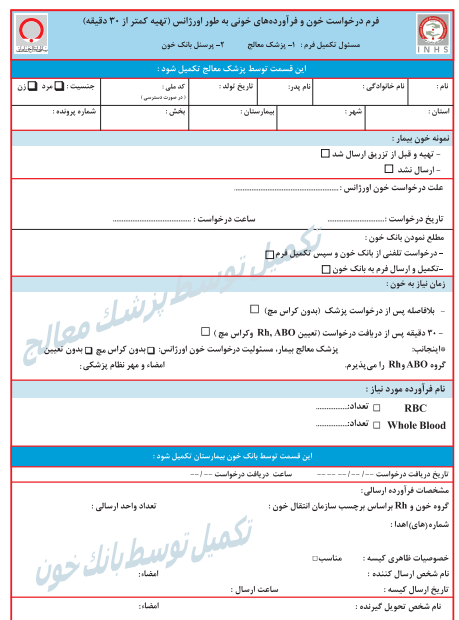 فرم درخواست خون و فرآورده‌های خونی به طور اورژانس (تهیه کمتر از ۳۰ دقیقه)
مسئول تکمیل فرم : ۱- پزشک معالج ۲- پرسنل بانک خون
INHS
این قسمت توسط پزشک معالج تکمیل شود :
نام : نام خانوادگی : نام پدر: تاریخ تولد : کد ملی : جنسیت : مرد زن
( در صورت دسترسی )
استان : شهر : بیمارستان : بخش : شماره پرونده :
نمونه خون بیمار :
- تهیه و قبل از تزریق ارسال شد □
- ارسال نشد □
علت درخواست خون اورژانس :......................................
تاریخ درخواست :...................... ساعت درخواست :..............................
مطلع نمودن بانک خون :
-درخواست تلفنی از بانک خون و سپس تکمیل فرم □
-تکمیل و ارسال فرم به بانک خون □
زمان نیاز به خون :
- بلافاصله پس از درخواست پزشک (بدون کراس مچ) □
- ۳۰ دقیقه پس از دریافت درخواست (تعیین Rh, ABO وکراس مچ ) □
*اینجانب: پزشک معالج بیمار، مسئولیت درخواست خون اورژانس: □ بدون کراس مچ □ بدون تعیین
گروه ABO وRh را می‌پذیرم. امضاء و مهر نظام پزشکی:
تکمیل توسط پزشک معالج
نام فرآورده مورد نیاز :
RBC □ تعداد:...............
Whole Blood □ تعداد:...............
این قسمت توسط بانک خون بیمارستان تکمیل شود :
تاریخ دریافت درخواست --/--/---- ساعت دریافت درخواست --/--
مشخصات فرآورده ارسالی:
گروه خون و Rh براساس برچسب سازمان انتقال خون : تعداد واحد ارسالی :
شماره (های)اهدا :
خصوصیات ظاهری کیسه : مناسب□
نام شخص ارسال کننده : امضاء:
تاریخ ارسال کیسه : ساعت ارسال :
نام شخص تحویل گیرنده : امضاء:
تکمیل توسط بانک خون